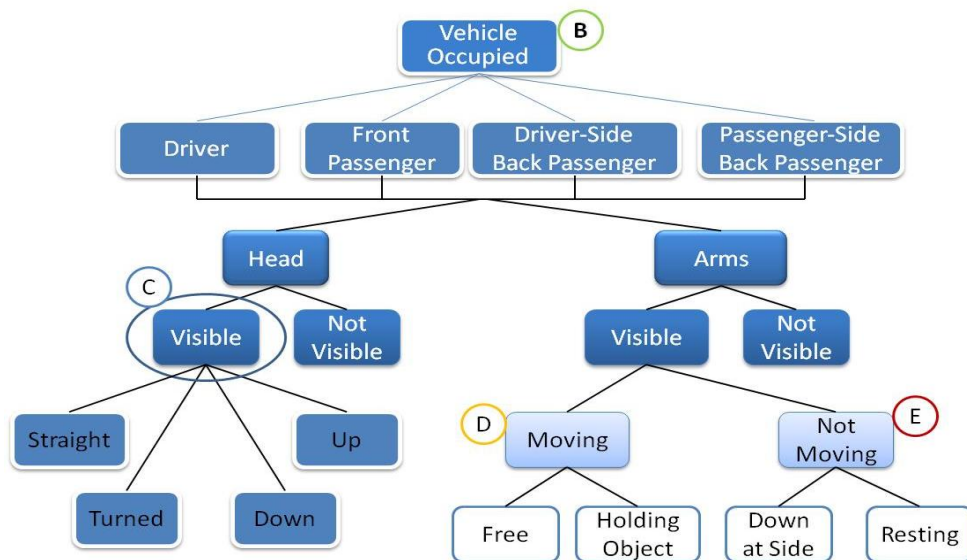 Vehicle
Occupied
B
Driver
Front
Passenger
Driver-Side
Back Passenger
Passenger-Side
Back Passenger
Head
Arms
C
Visible
Not
Visible
Visible
Not
Visible
Straight
Up
D
Moving
Not
Moving
E
Turned
Down
Free
Holding
Object
Down
at Side
Resting